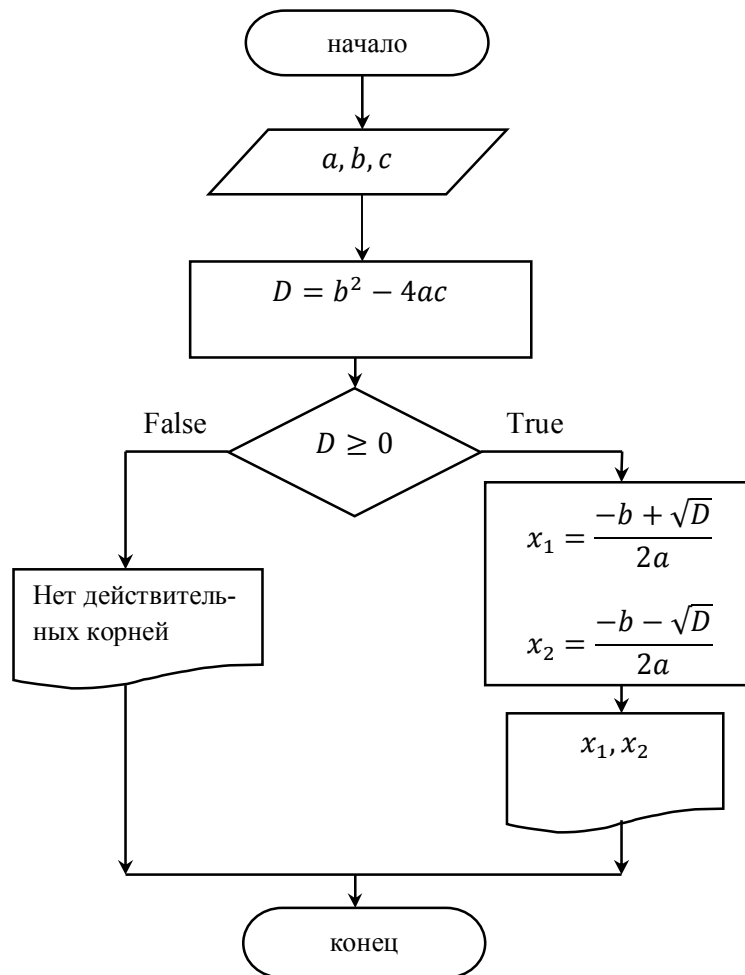 начало
a, b, c
D = b² − 4ac
False
True
D ≥ 0
x₁ = (−b + √D)/2a
x₂ = (−b − √D)/2a
Нет действитель-
ных корней
x₁, x₂
конец